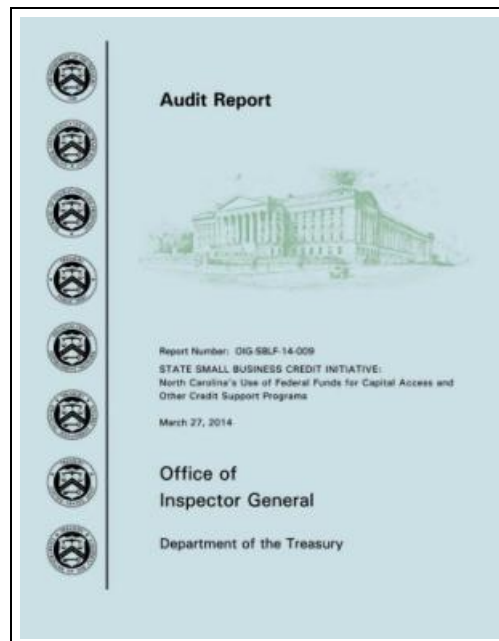 Audit Report
Report Number: OIG-SBLF-14-009
STATE SMALL BUSINESS CREDIT INITIATIVE:
North Carolina's Use of Federal Funds for Capital Access and
Other Credit Support Programs
March 27, 2014
Office of
Inspector General
Department of the Treasury